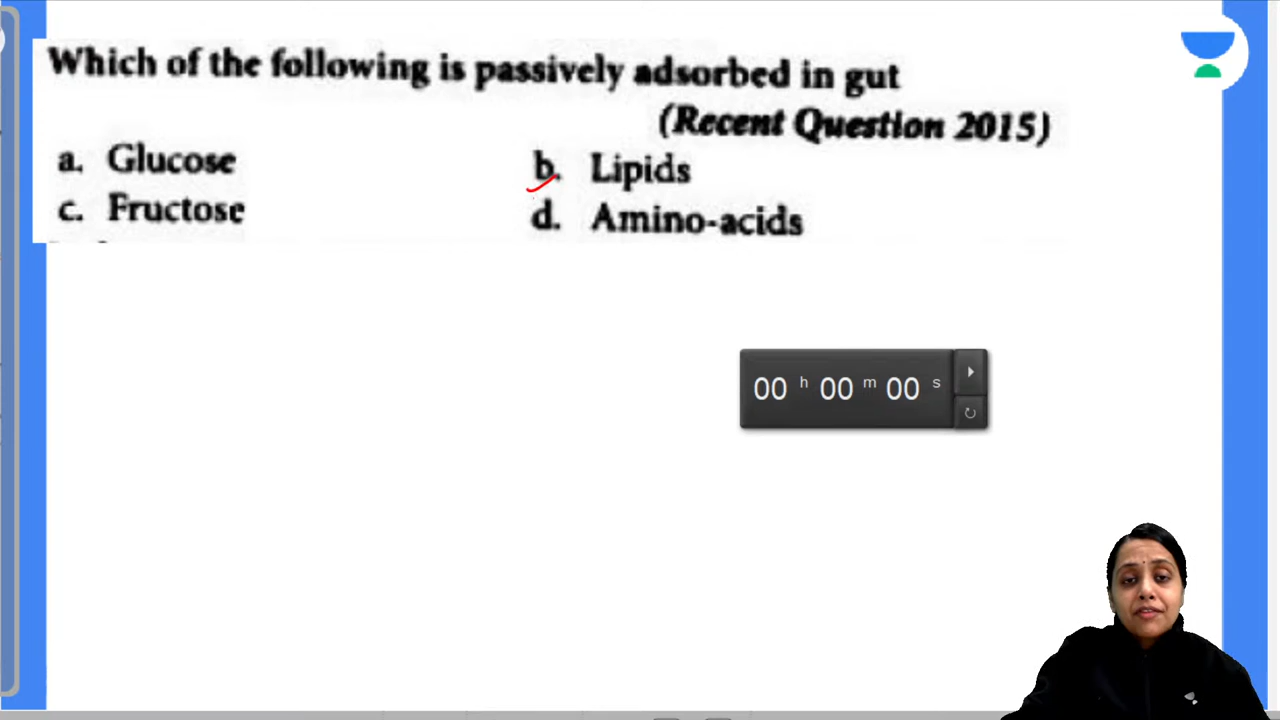 Which of the following is passively adsorbed in gut
(Recent Question 2015)
a. Glucose
b. Lipids
c. Fructose
d. Amino-acids
00 h 00 m 00 s